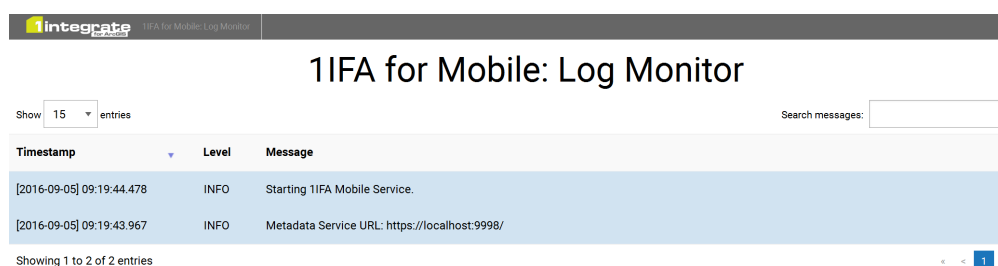 1integrate 1IFA for Mobile: Log Monitor
for ArcGIS
1IFA for Mobile: Log Monitor
Show 15 entries Search messages:
Timestamp Level Message
[2016-09-05] 09:19:44.478 INFO Starting 1IFA Mobile Service.
[2016-09-05] 09:19:43.967 INFO Metadata Service URL: https://localhost:9998/
Showing 1 to 2 of 2 entries « < 1